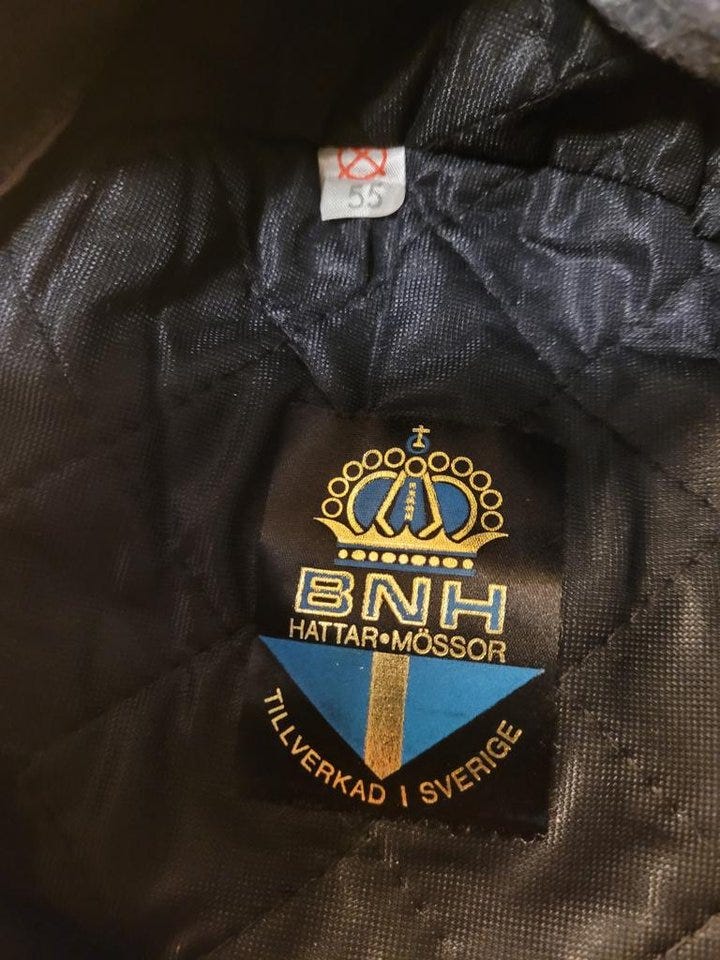 55
BNH
HATTAR•MÖSSOR
TILLVERKAD I SVERIGE